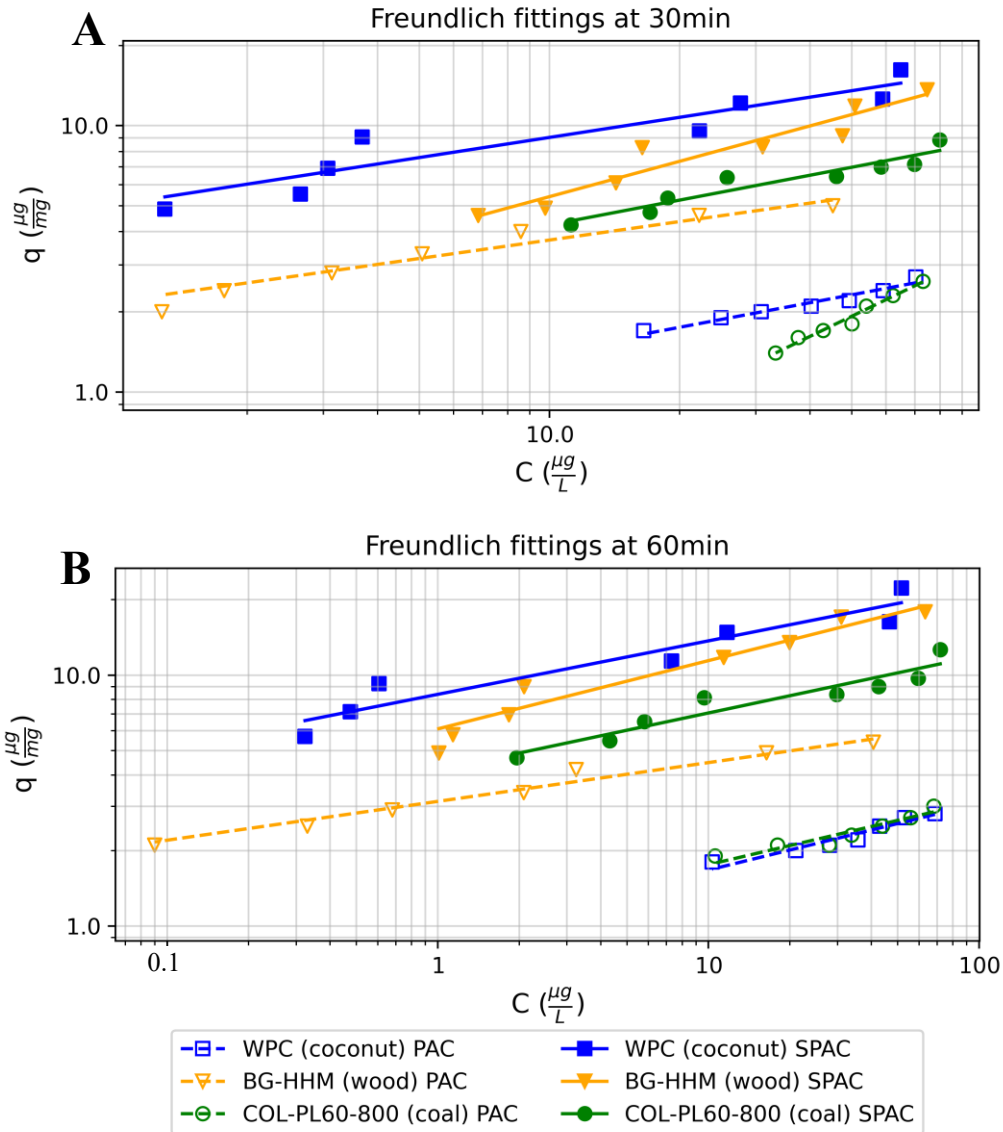 A
Freundlich fittings at 30min
q (μg/mg)
10.0
1.0
10.0
C (μg/L)
B
Freundlich fittings at 60min
q (μg/mg)
10.0
1.0
0.1 1 10 100
C (μg/L)
WPC (coconut) PAC WPC (coconut) SPAC
BG-HHM (wood) PAC BG-HHM (wood) SPAC
COL-PL60-800 (coal) PAC COL-PL60-800 (coal) SPAC